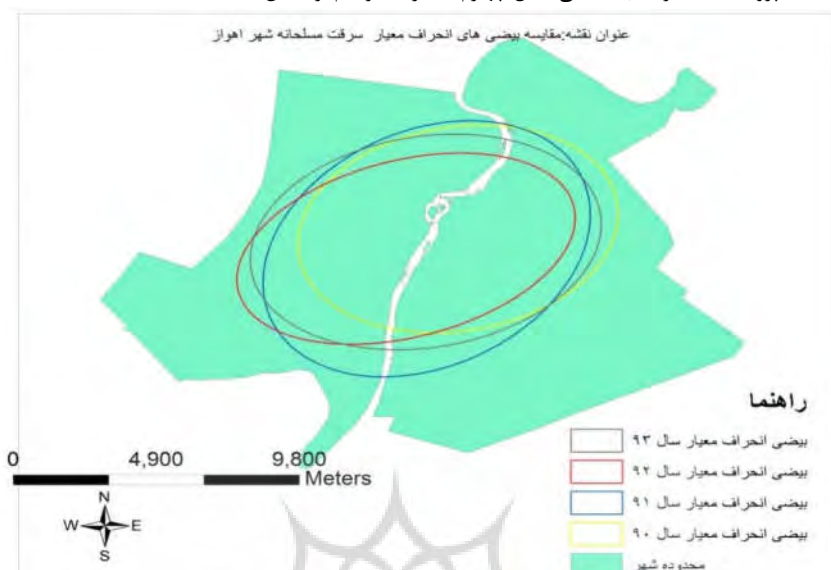 عنوان نقشه:مقایسه بیضی های انحراف معیار سرقت مسلحانه شهر اهواز
راهنما
بیضی انحراف معیار سال ۹۳
بیضی انحراف معیار سال ۹۲
بیضی انحراف معیار سال ۹۱
بیضی انحراف معیار سال ۹۰
محدوده شهر
0 4,900 9,800
Meters
N
W E
S